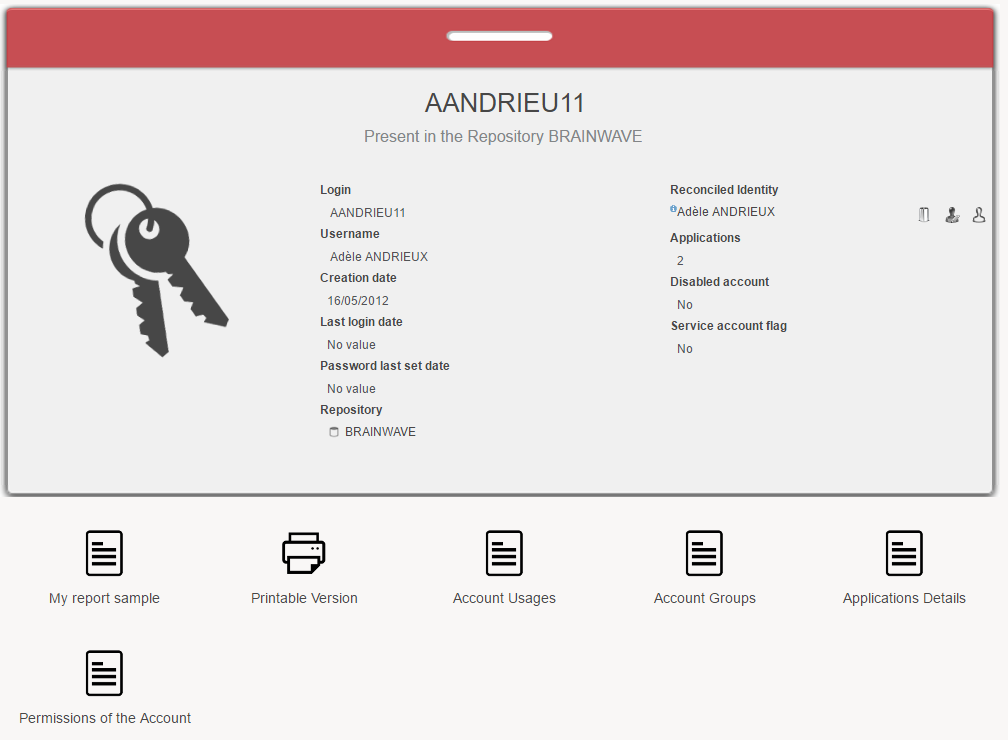 AANDRIEU11
Present in the Repository BRAINWAVE
Login
AANDRIEU11
Username
Adèle ANDRIEUX
Creation date
16/05/2012
Last login date
No value
Password last set date
No value
Repository
BRAINWAVE
Reconciled Identity
Adèle ANDRIEUX
Applications
2
Disabled account
No
Service account flag
No
My report sample
Printable Version
Account Usages
Account Groups
Applications Details
Permissions of the Account